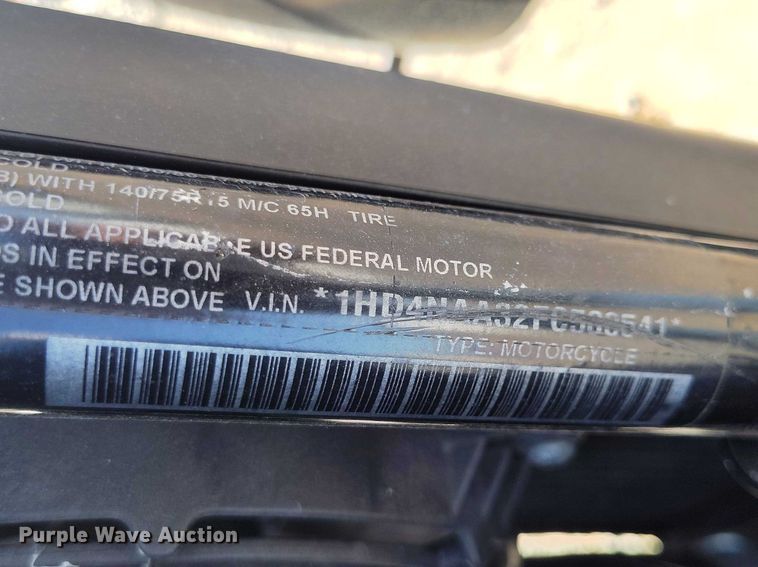 COLD
WITH 140/75R 5 M/C 65H TIRE
COLD
O ALL APPLICABLE US FEDERAL MOTOR
S IN EFFECT ON
E SHOWN ABOVE V.I.N.
TYPE: MOTORCYCLE
Purple Wave Auction